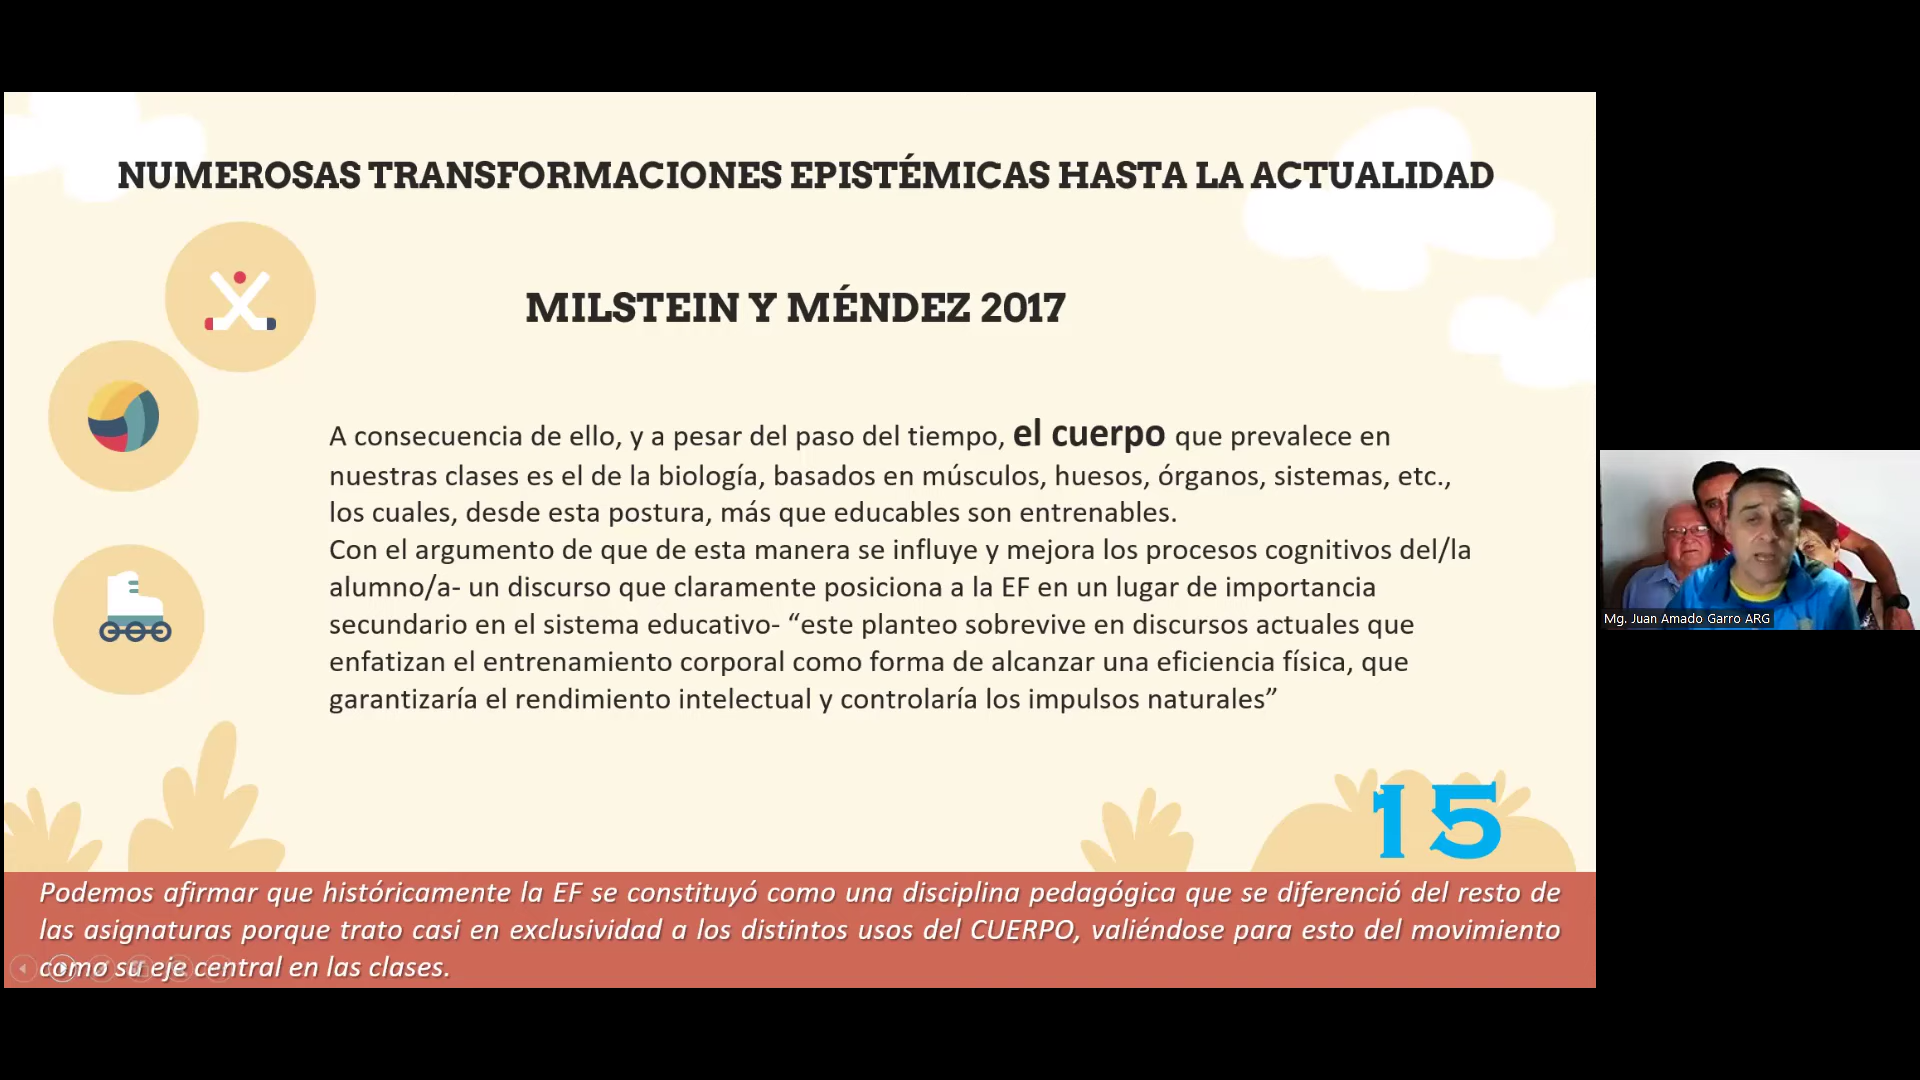 NUMEROSAS TRANSFORMACIONES EPISTÉMICAS HASTA LA ACTUALIDAD
MILSTEIN Y MÉNDEZ 2017
A consecuencia de ello, y a pesar del paso del tiempo, el cuerpo que prevalece en
nuestras clases es el de la biología, basados en músculos, huesos, órganos, sistemas, etc.,
los cuales, desde esta postura, más que educables son entrenables.
Con el argumento de que de esta manera se influye y mejora los procesos cognitivos del/la
alumno/a- un discurso que claramente posiciona a la EF en un lugar de importancia
secundario en el sistema educativo- “este planteo sobrevive en discursos actuales que
enfatizan el entrenamiento corporal como forma de alcanzar una eficiencia física, que
garantizaría el rendimiento intelectual y controlaría los impulsos naturales”
15
Podemos afirmar que históricamente la EF se constituyó como una disciplina pedagógica que se diferenció del resto de
las asignaturas porque trato casi en exclusividad a los distintos usos del CUERPO, valiéndose para esto del movimiento
como su eje central en las clases.
Mg. Juan Amado Garro ARG